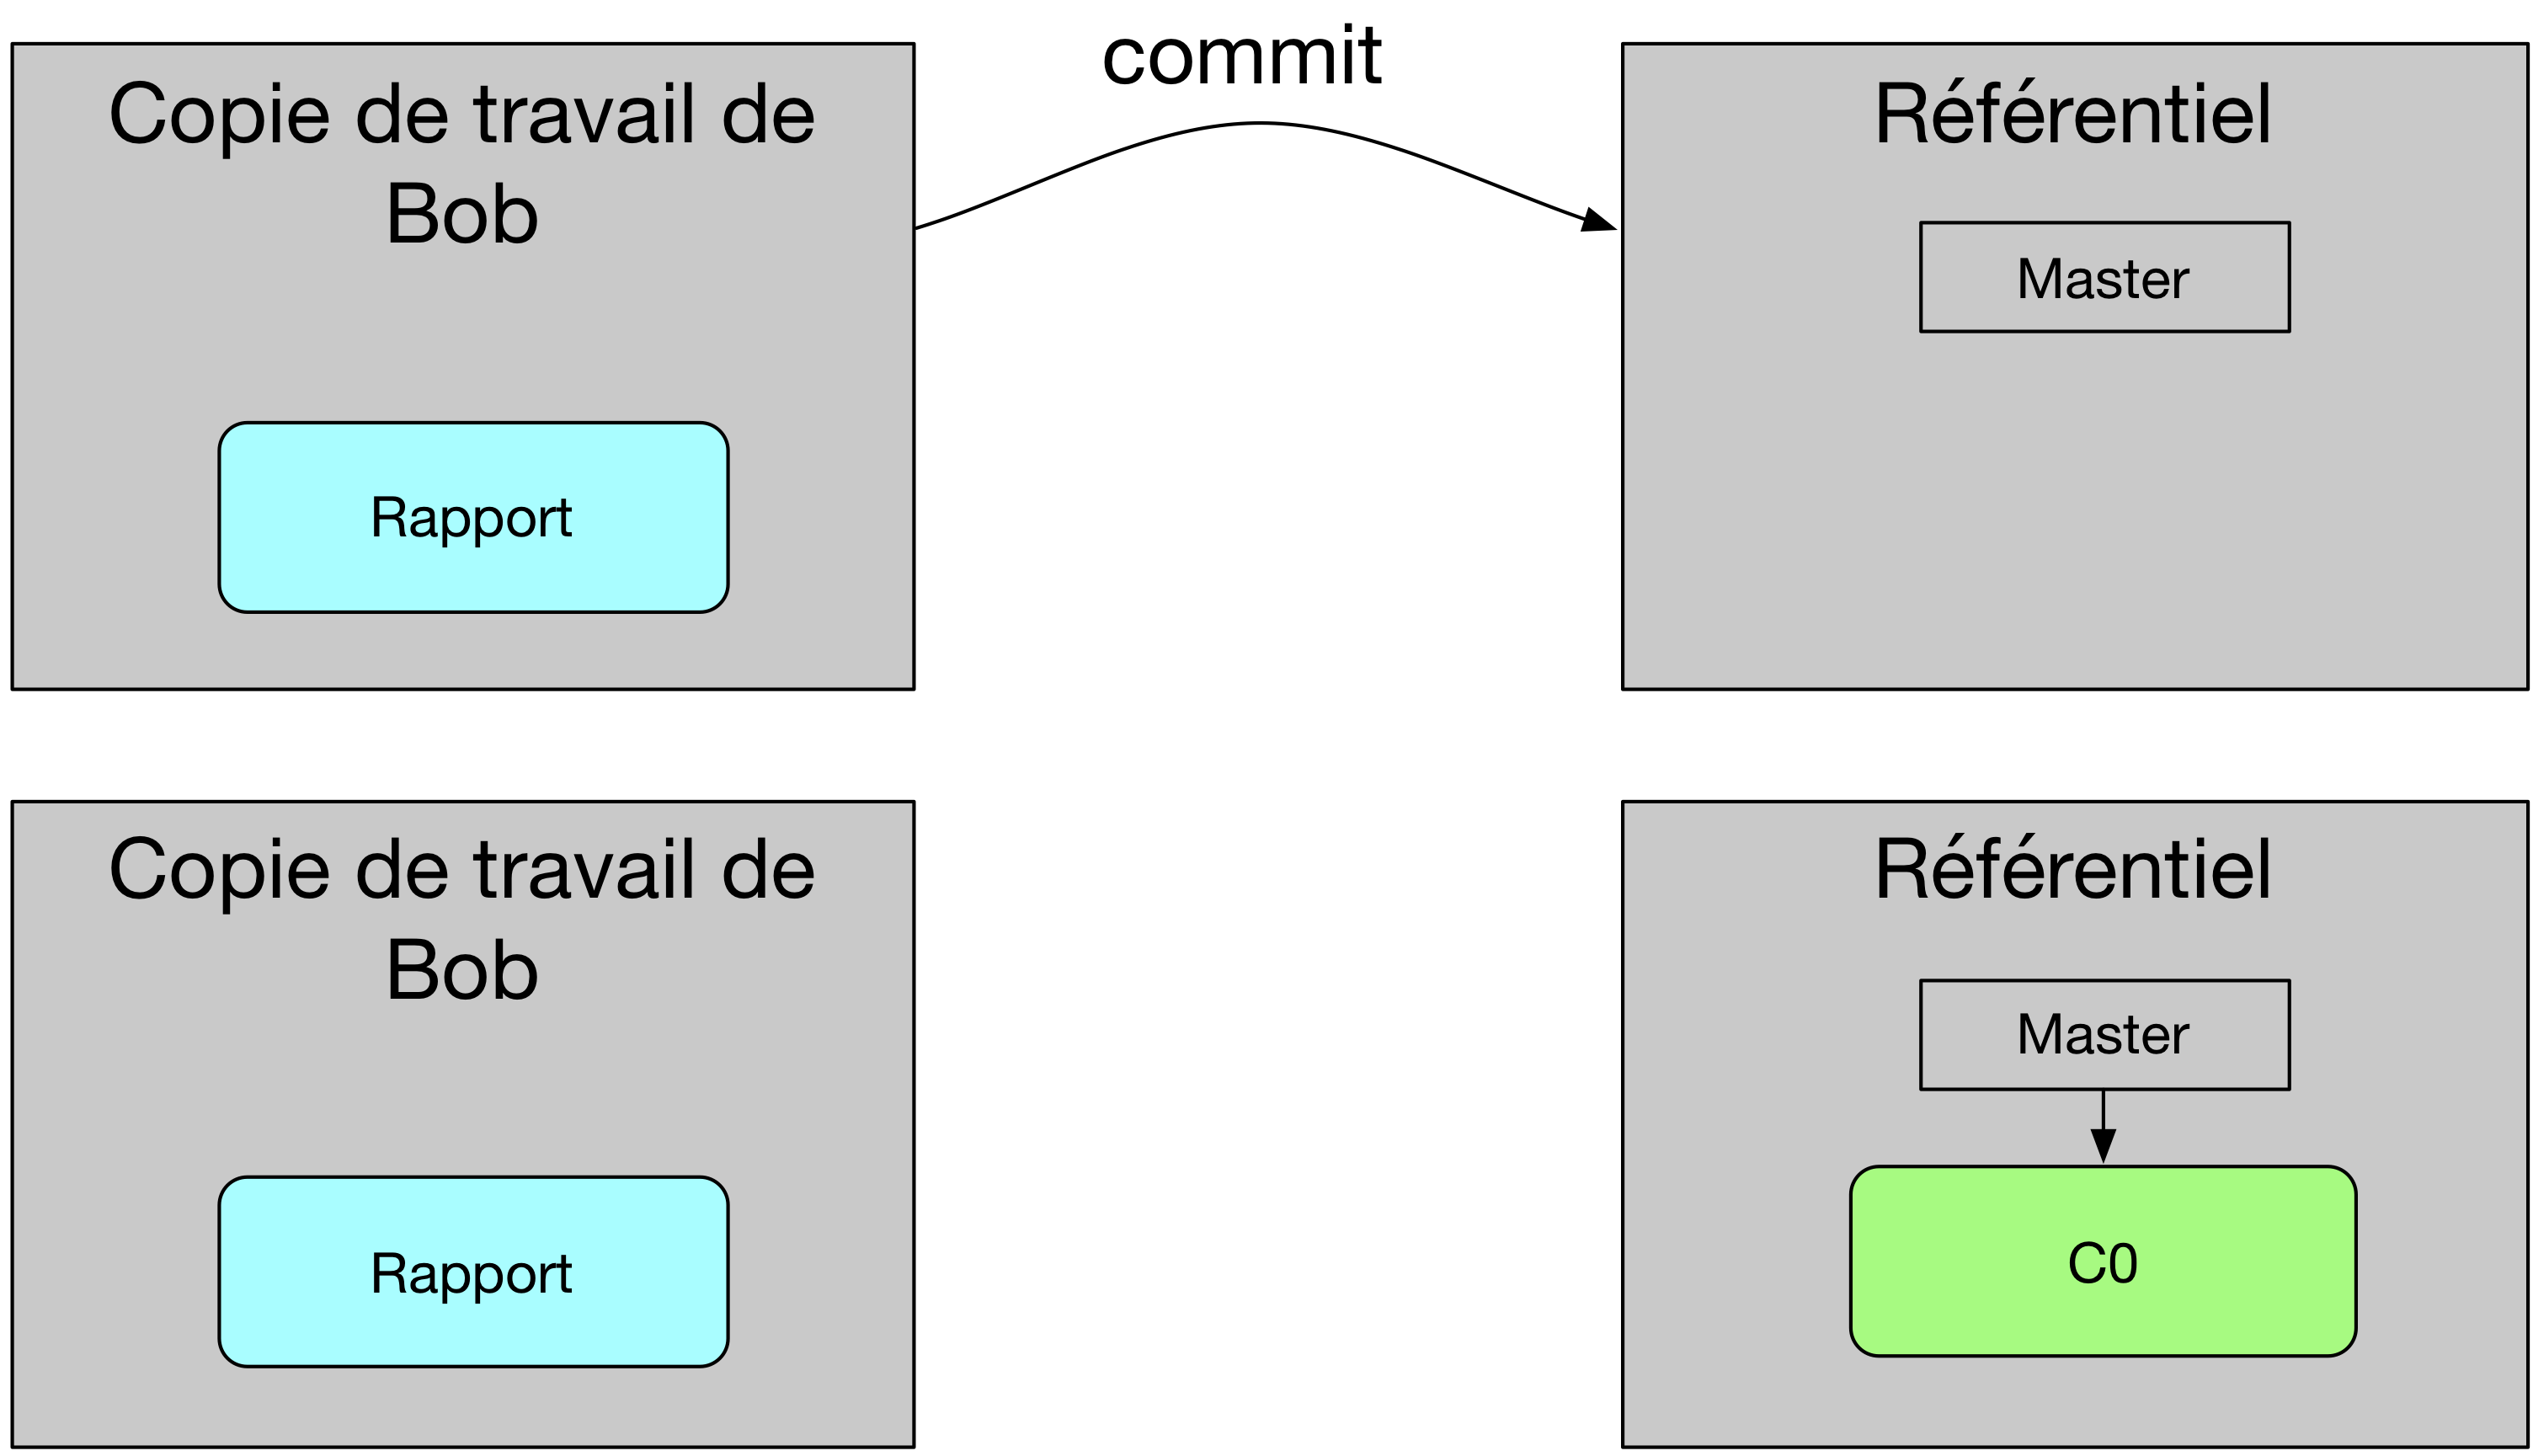 commit
Copie de travail de
Bob
Référentiel
Master
Rapport
Copie de travail de
Bob
Référentiel
Master
Rapport
C0